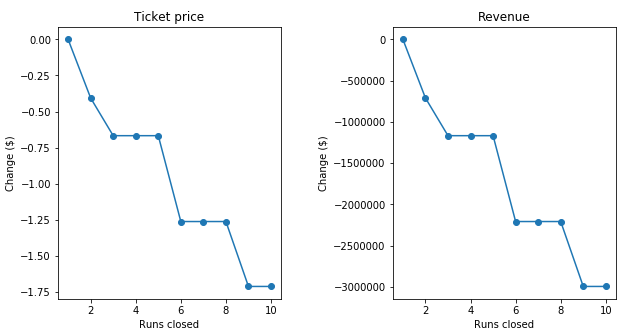 Ticket price
0.00
−0.25
−0.50
−0.75
−1.00
−1.25
−1.50
−1.75
Change ($)
2 4 6 8 10
Runs closed
Revenue
0
−500000
−1000000
−1500000
−2000000
−2500000
−3000000
Change ($)
2 4 6 8 10
Runs closed